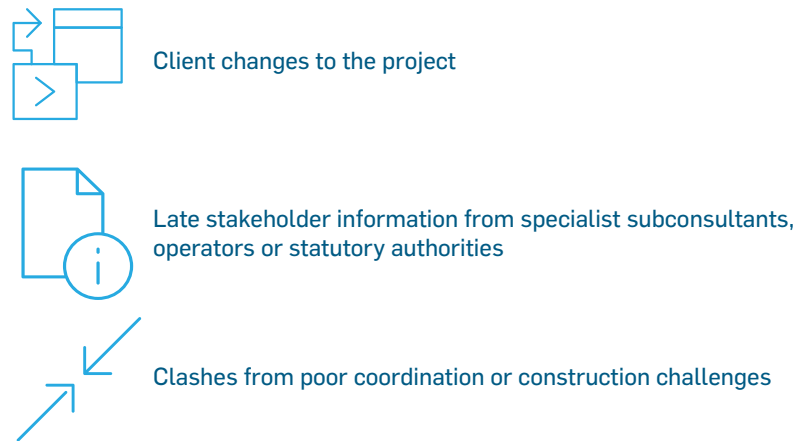 Client changes to the project
Late stakeholder information from specialist subconsultants,
operators or statutory authorities
Clashes from poor coordination or construction challenges